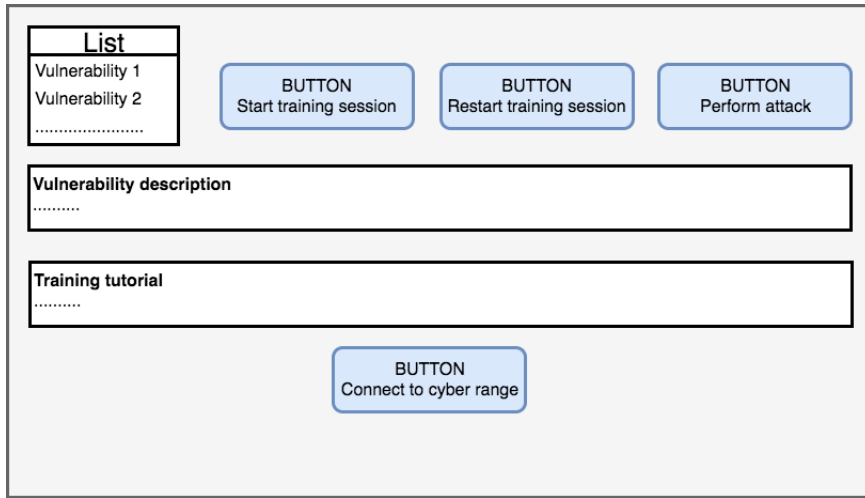 List
Vulnerability 1
Vulnerability 2
.......................
BUTTON
Start training session
BUTTON
Restart training session
BUTTON
Perform attack
Vulnerability description
..........
Training tutorial
..........
BUTTON
Connect to cyber range